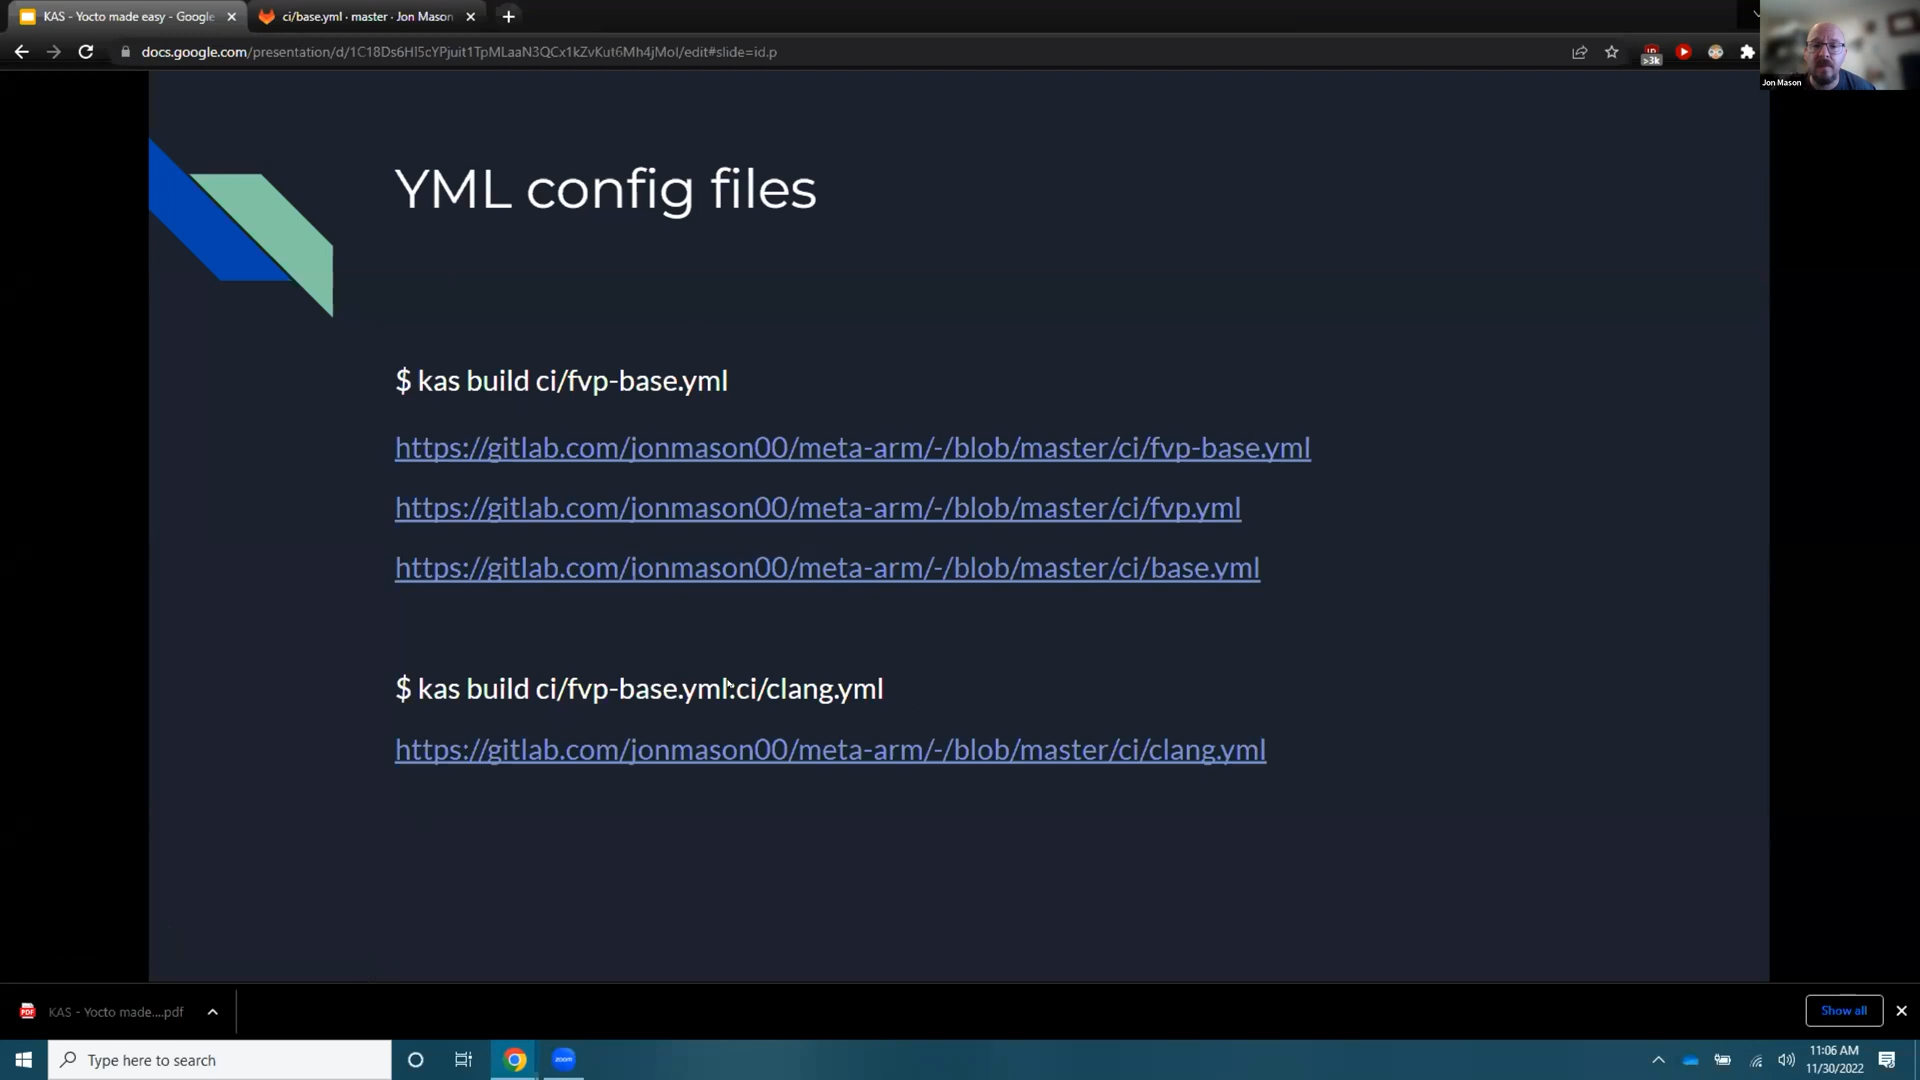 KAS - Yocto made easy - Google
ci/base.yml · master · Jon Mason
docs.google.com/presentation/d/1C18Ds6Hl5cYPjuit1TpMLaaN3QCx1kZvKut6Mh4jMoI/edit#slide=id.p
>3k
Jon Mason
YML config files
$ kas build ci/fvp-base.yml
https://gitlab.com/jonmason00/meta-arm/-/blob/master/ci/fvp-base.yml
https://gitlab.com/jonmason00/meta-arm/-/blob/master/ci/fvp.yml
https://gitlab.com/jonmason00/meta-arm/-/blob/master/ci/base.yml
$ kas build ci/fvp-base.yml:ci/clang.yml
https://gitlab.com/jonmason00/meta-arm/-/blob/master/ci/clang.yml
PDF
KAS - Yocto made....pdf
Show all
Type here to search
zoom
11:06 AM
11/30/2022